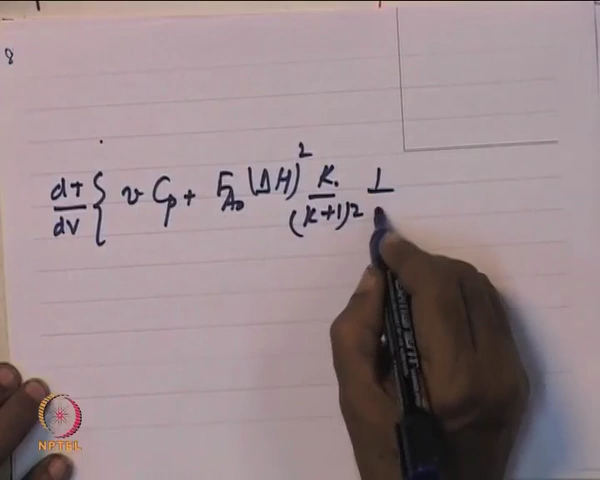 8
dT/dV { v Cp + F_A0 (ΔH)^2 K/(K+1)^2 1
NPTEL